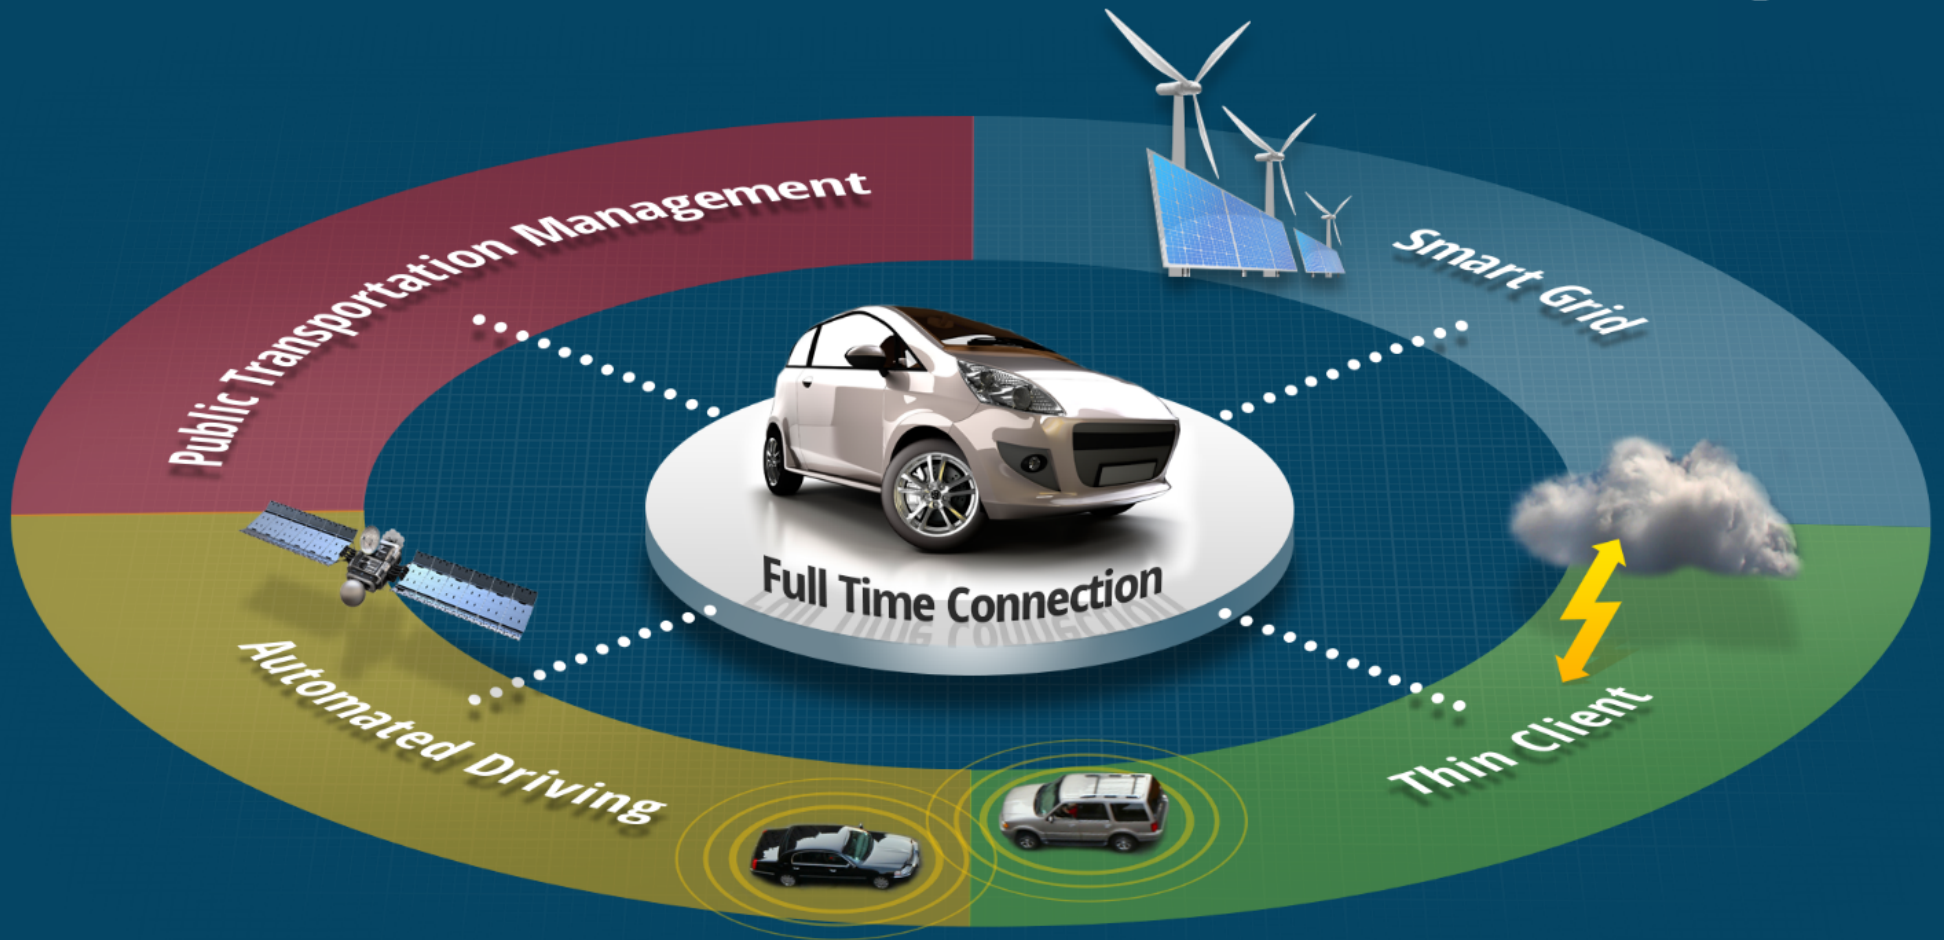 Public Transportation Management
Smart Grid
Full Time Connection
Automated Driving
Thin Client